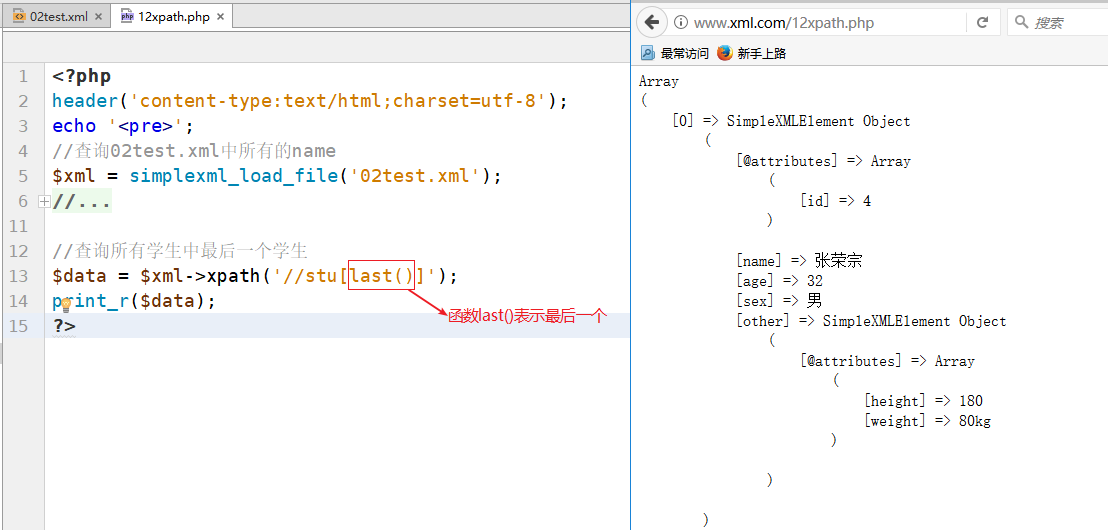 02test.xml
12xpath.php
1 <?php
2 header('content-type:text/html;charset=utf-8');
3 echo '<pre>';
4 //查询02test.xml中所有的name
5 $xml = simplexml_load_file('02test.xml');
6 //...
11
12 //查询所有学生中最后一个学生
13 $data = $xml->xpath('//stu[last()]');
14 print_r($data);
15 ?>
函数last()表示最后一个
www.xml.com/12xpath.php
搜索
最常访问 新手上路
Array
(
[0] => SimpleXMLElement Object
(
[@attributes] => Array
(
[id] => 4
)
[name] => 张荣宗
[age] => 32
[sex] => 男
[other] => SimpleXMLElement Object
(
[@attributes] => Array
(
[height] => 180
[weight] => 80kg
)
)
)